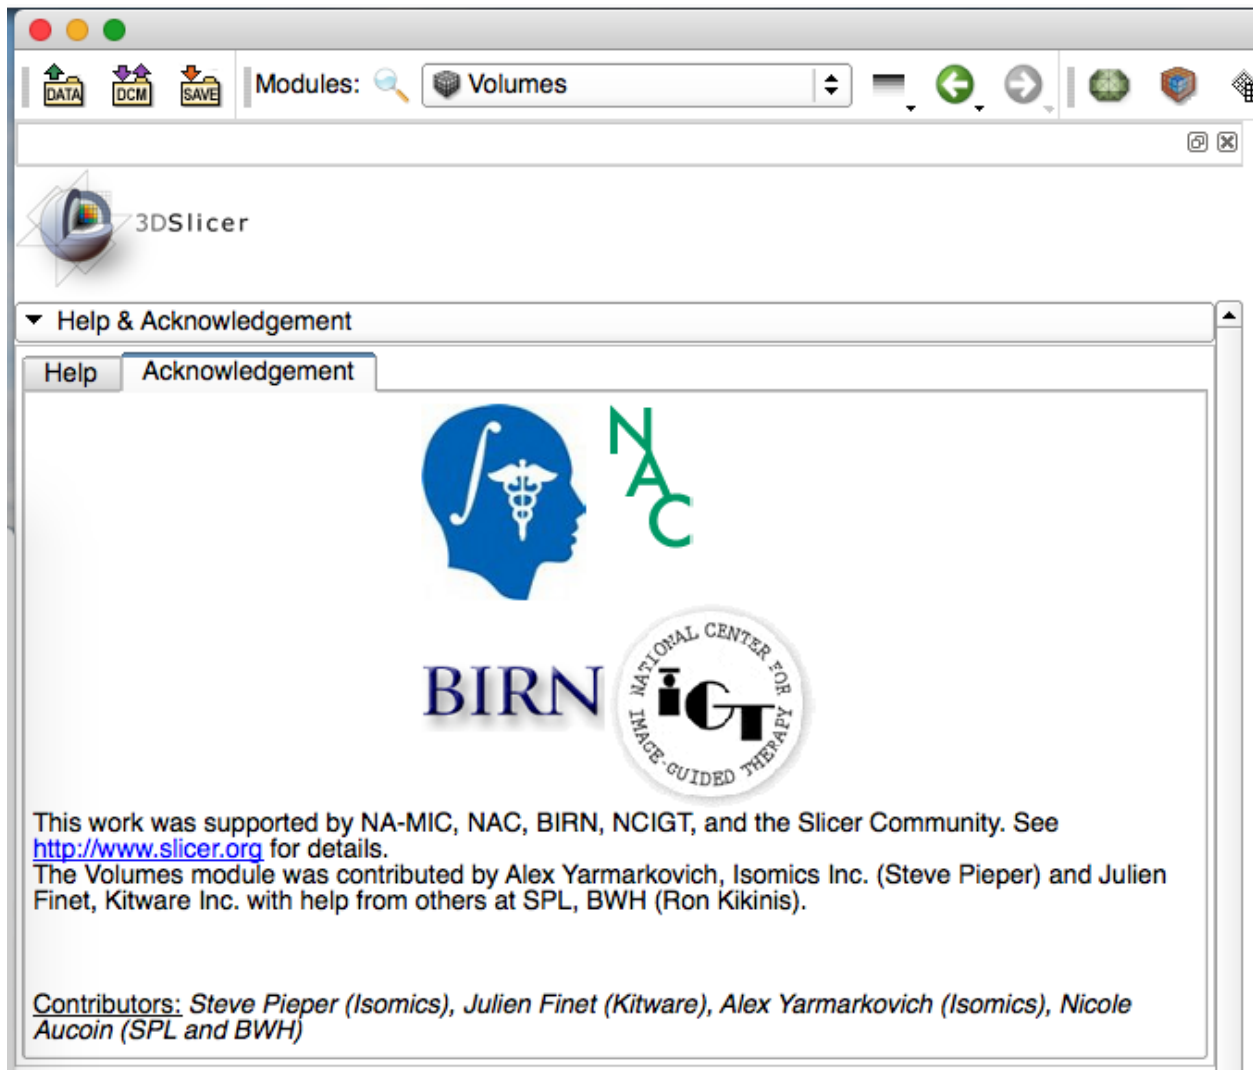 DATA DCM SAVE Modules: Volumes
3DSlicer
Help & Acknowledgement
Help Acknowledgement
NAC
BIRN
NATIONAL CENTER FOR
IGT
IMAGE-GUIDED THERAPY
This work was supported by NA-MIC, NAC, BIRN, NCIGT, and the Slicer Community. See
http://www.slicer.org for details.
The Volumes module was contributed by Alex Yarmarkovich, Isomics Inc. (Steve Pieper) and Julien
Finet, Kitware Inc. with help from others at SPL, BWH (Ron Kikinis).
Contributors: Steve Pieper (Isomics), Julien Finet (Kitware), Alex Yarmarkovich (Isomics), Nicole
Aucoin (SPL and BWH)